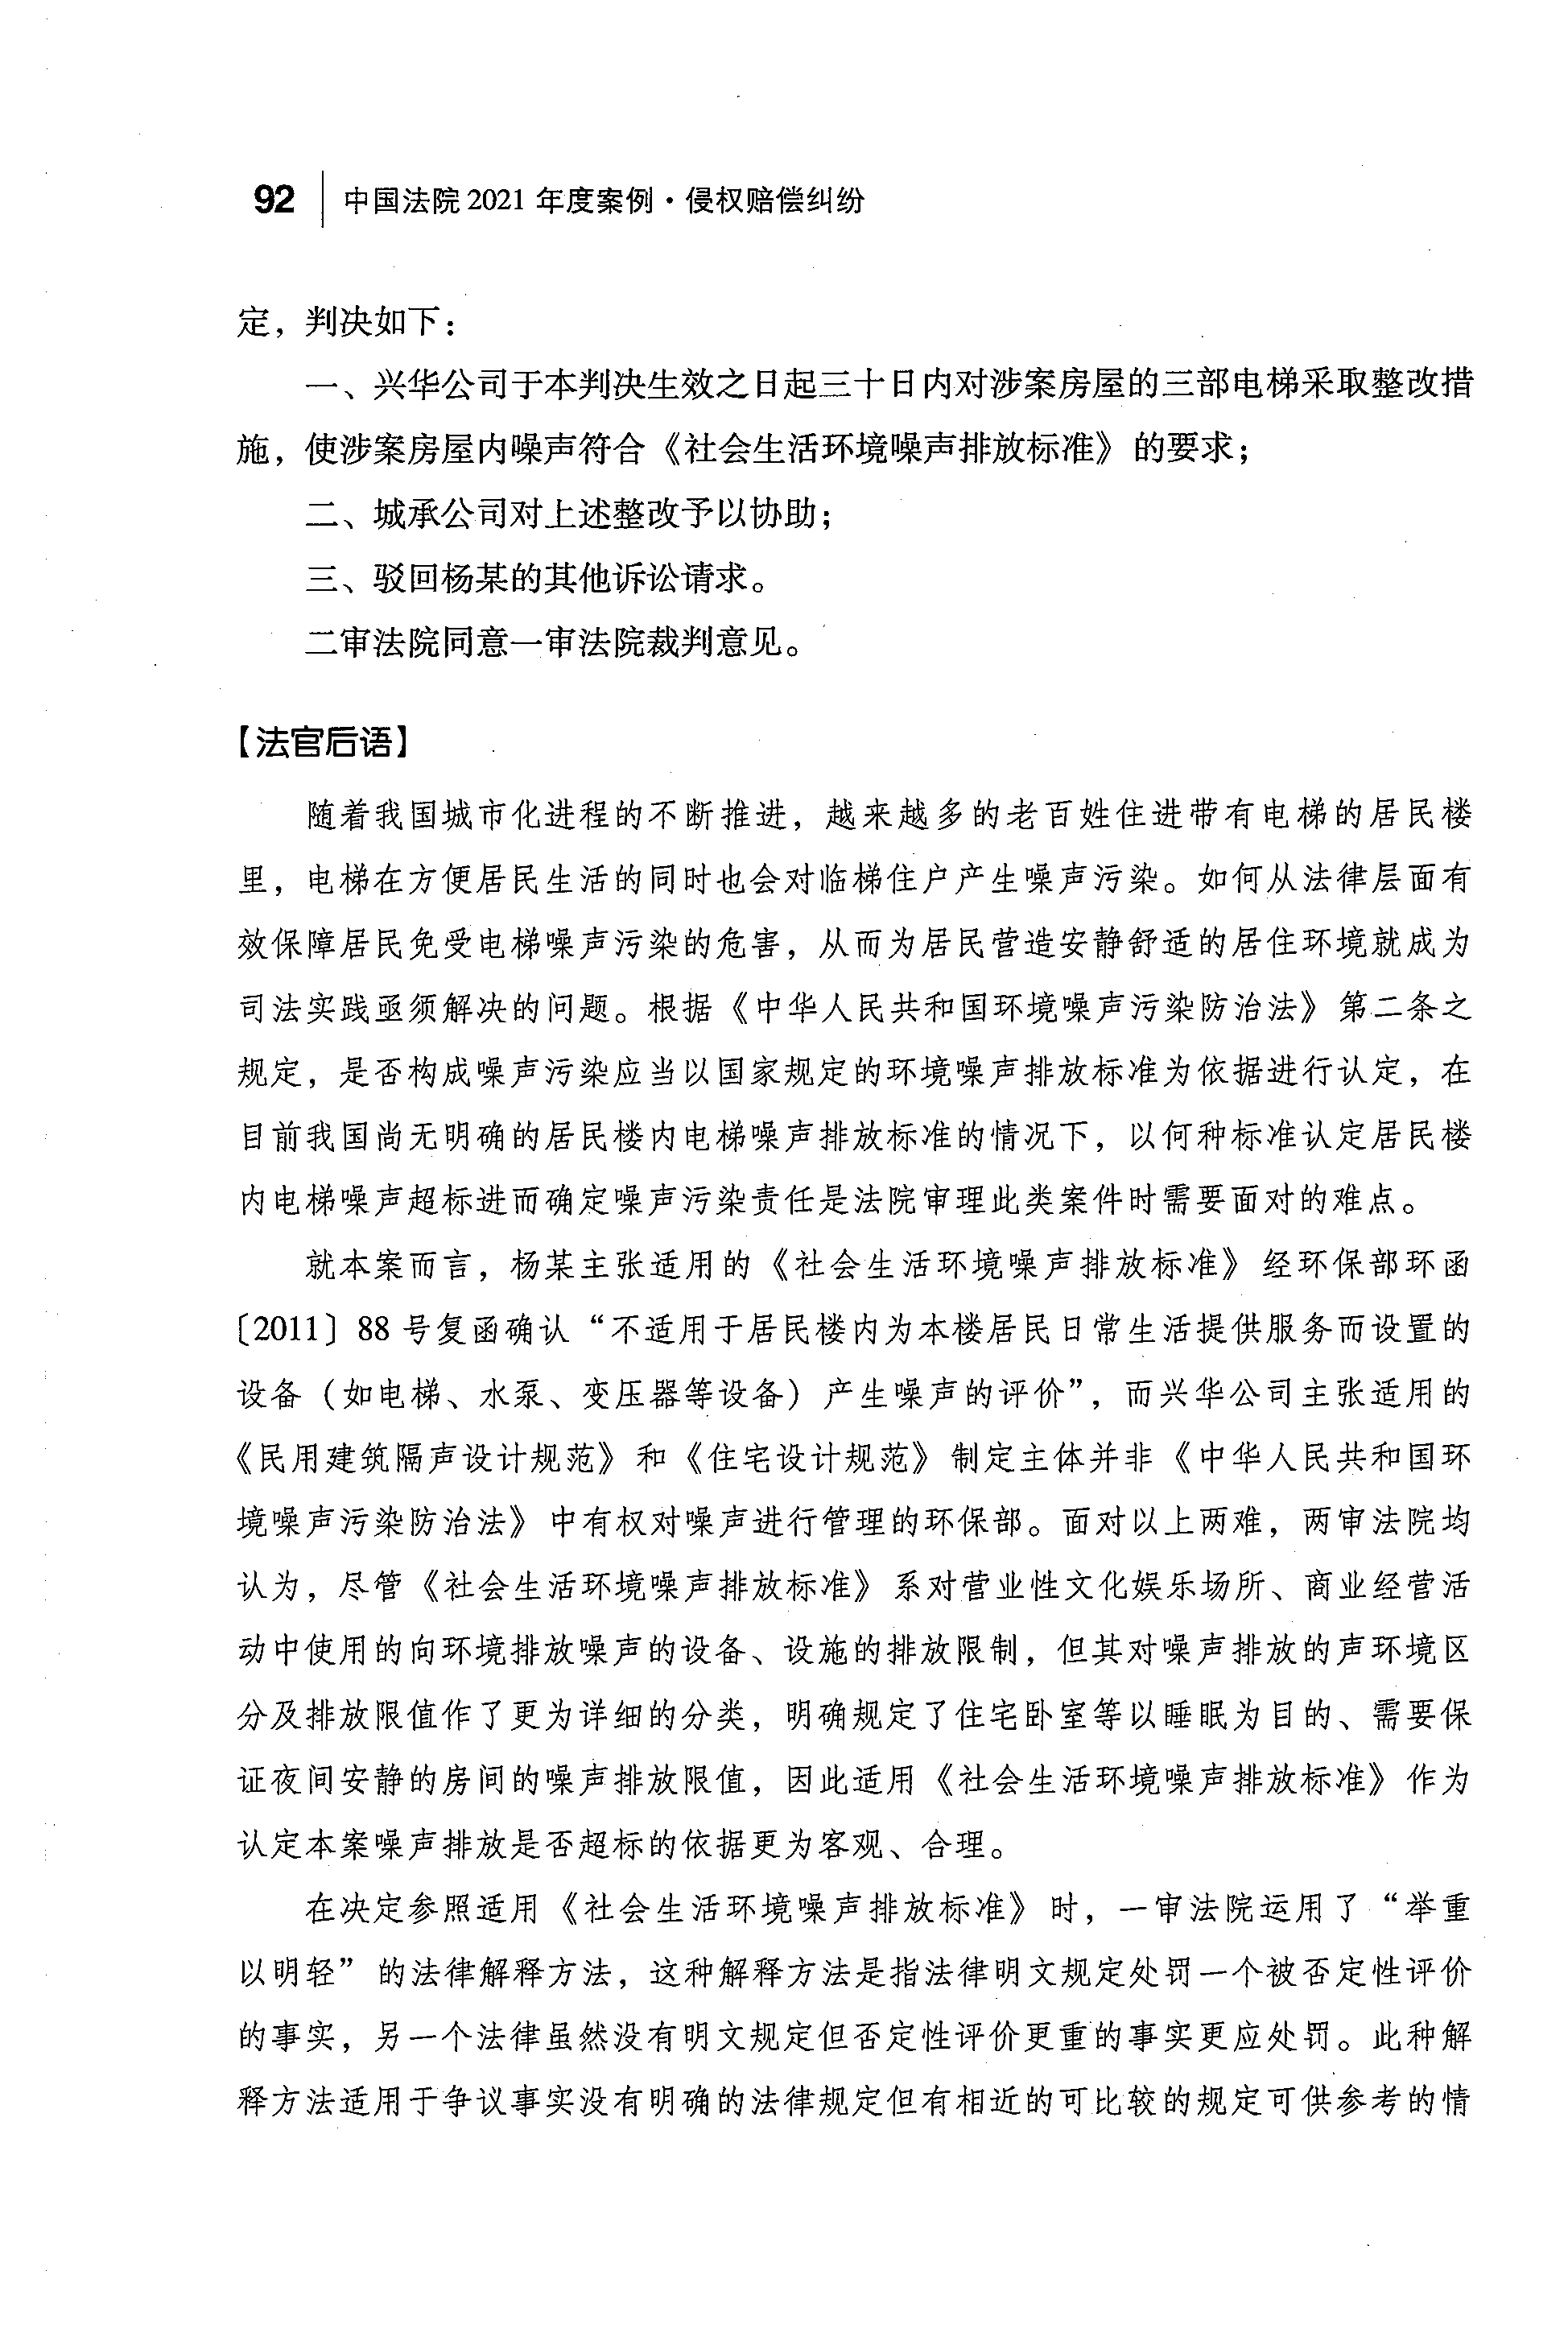 92 中国法院2021年度案例·侵权赔偿纠纷
定，判决如下：
一、兴华公司于本判决生效之日起三十日内对涉案房屋的三部电梯采取整改措
施，使涉案房屋内噪声符合《社会生活环境噪声排放标准》的要求；
二、城承公司对上述整改予以协助；
三、驳回杨某的其他诉讼请求。
二审法院同意一审法院裁判意见。
【法官后语】
随着我国城市化进程的不断推进，越来越多的老百姓住进带有电梯的居民楼
里，电梯在方便居民生活的同时也会对临梯住户产生噪声污染。如何从法律层面有
效保障居民免受电梯噪声污染的危害，从而为居民营造安静舒适的居住环境就成为
司法实践亟须解决的问题。根据《中华人民共和国环境噪声污染防治法》第二条之
规定，是否构成噪声污染应当以国家规定的环境噪声排放标准为依据进行认定，在
目前我国尚无明确的居民楼内电梯噪声排放标准的情况下，以何种标准认定居民楼
内电梯噪声超标进而确定噪声污染责任是法院审理此类案件时需要面对的难点。
就本案而言，杨某主张适用的《社会生活环境噪声排放标准》经环保部环函
〔2011〕88号复函确认“不适用于居民楼内为本楼居民日常生活提供服务而设置的
设备（如电梯、水泵、变压器等设备）产生噪声的评价”，而兴华公司主张适用的
《民用建筑隔声设计规范》和《住宅设计规范》制定主体并非《中华人民共和国环
境噪声污染防治法》中有权对噪声进行管理的环保部。面对以上两难，两审法院均
认为，尽管《社会生活环境噪声排放标准》系对营业性文化娱乐场所、商业经营活
动中使用的向环境排放噪声的设备、设施的排放限制，但其对噪声排放的声环境区
分及排放限值作了更为详细的分类，明确规定了住宅卧室等以睡眠为目的、需要保
证夜间安静的房间的噪声排放限值，因此适用《社会生活环境噪声排放标准》作为
认定本案噪声排放是否超标的依据更为客观、合理。
在决定参照适用《社会生活环境噪声排放标准》时，一审法院运用了“举重
以明轻”的法律解释方法，这种解释方法是指法律明文规定处罚一个被否定性评价
的事实，另一个法律虽然没有明文规定但否定性评价更重的事实更应处罚。此种解
释方法适用于争议事实没有明确的法律规定但有相近的可比较的规定可供参考的情